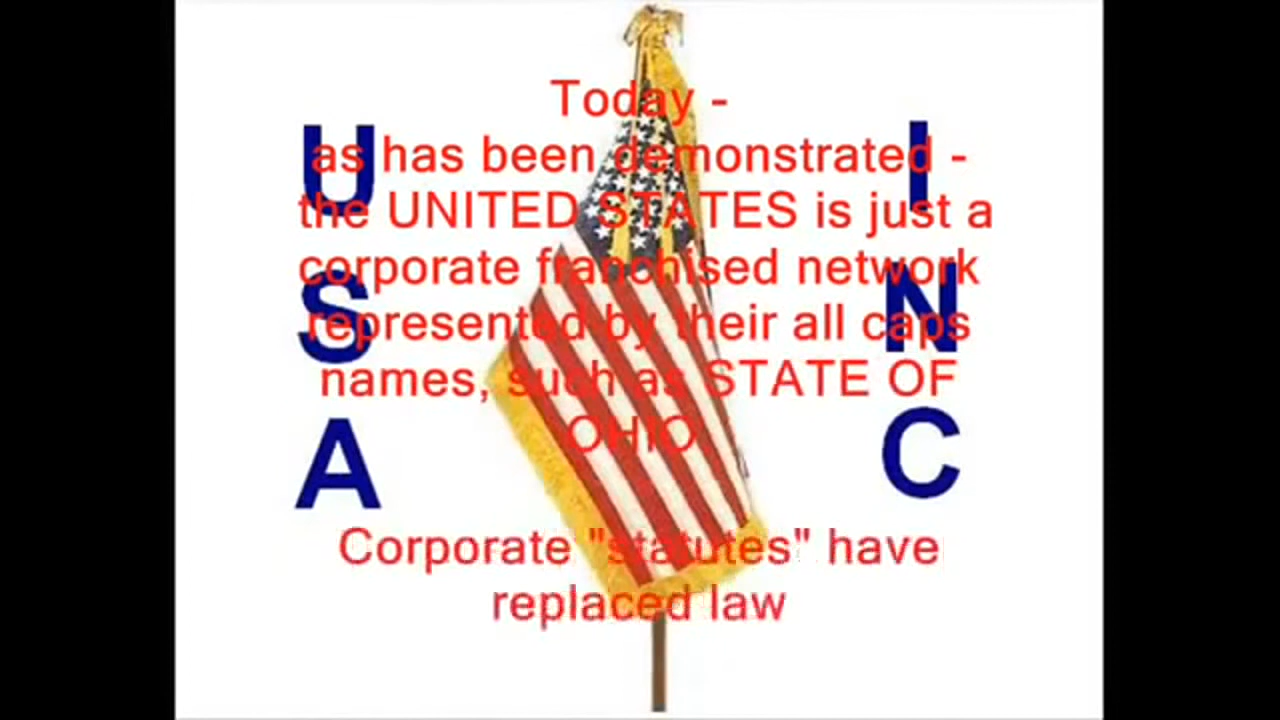 Today -
as has been demonstrated -
the UNITED STATES is just a
corporate franchised network
represented by their all caps
names, such as STATE OF
OHIO
Corporate "statutes" have
replaced law
U
S
A
I
N
C